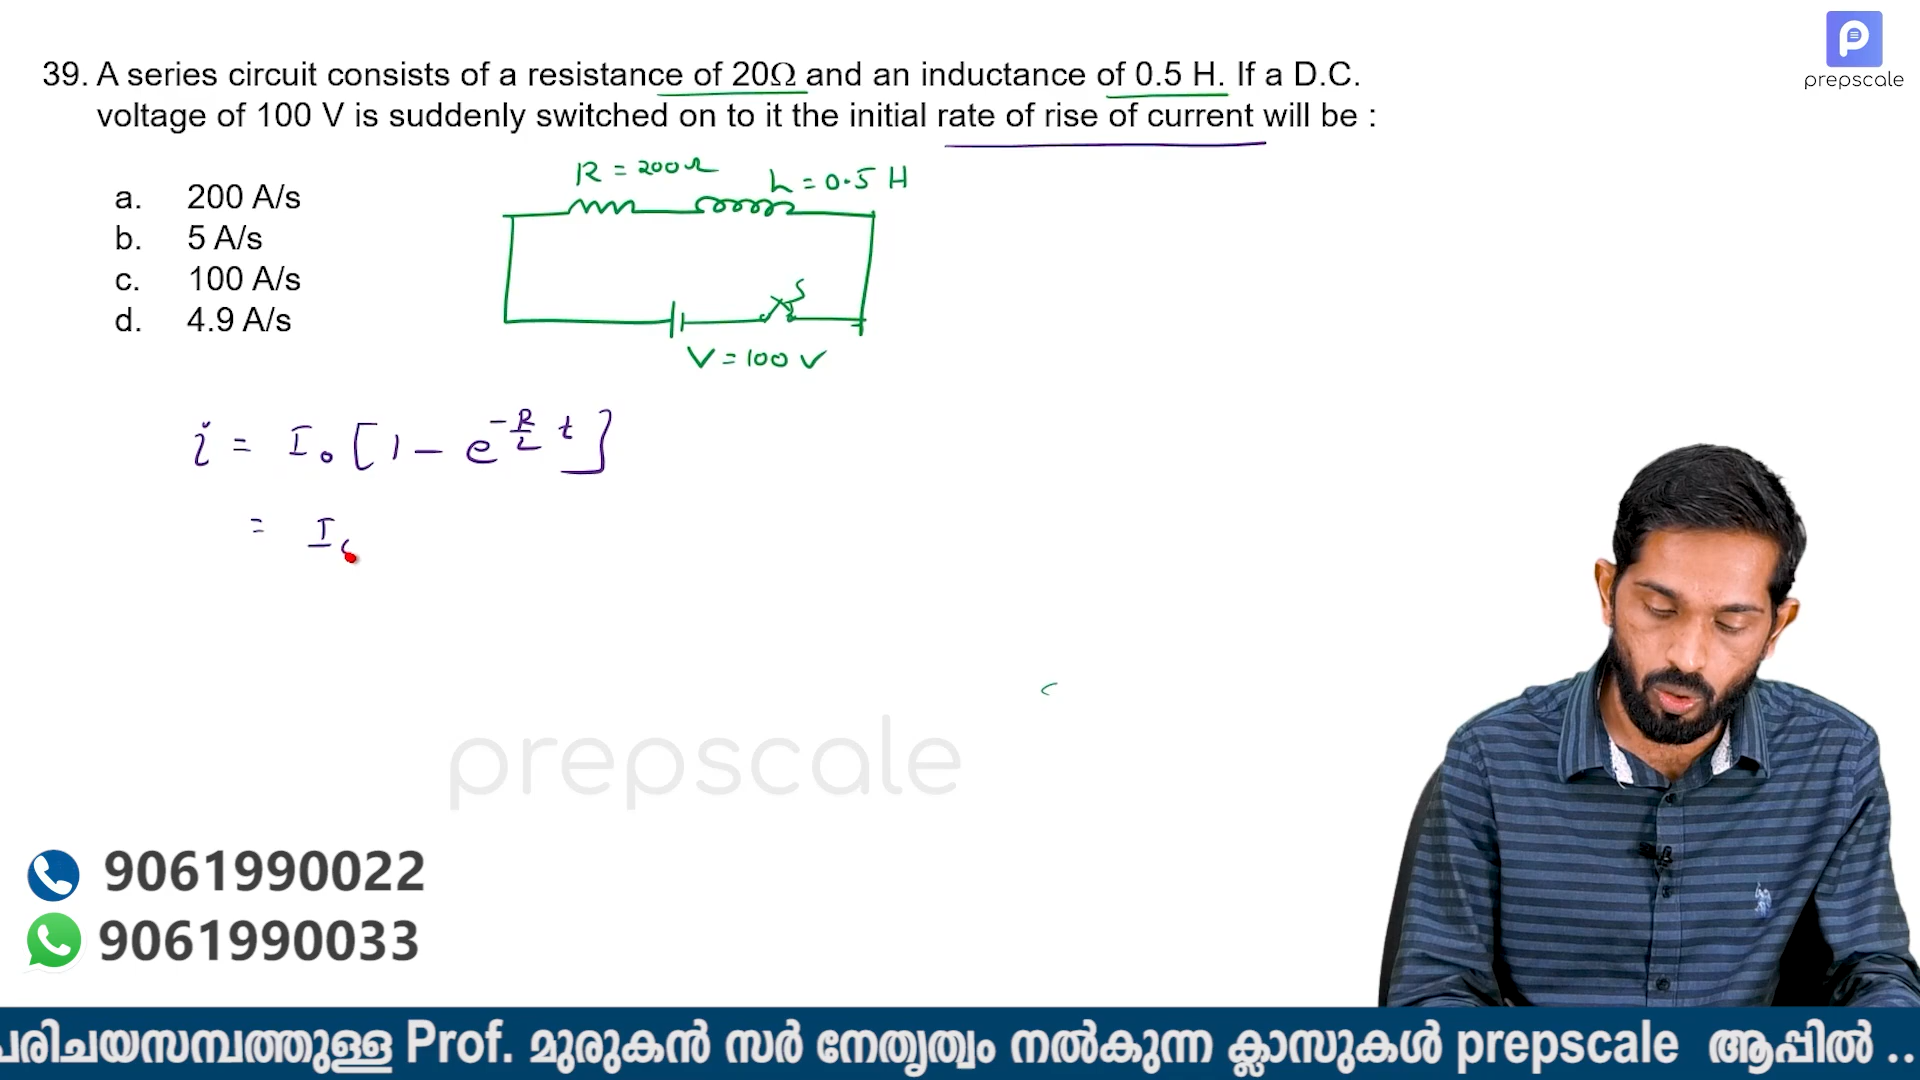 prepscale
39. A series circuit consists of a resistance of 20Ω and an inductance of 0.5 H. If a D.C.
voltage of 100 V is suddenly switched on to it the initial rate of rise of current will be :
a. 200 A/s
b. 5 A/s
c. 100 A/s
d. 4.9 A/s
R = 200Ω
L = 0.5 H
S
V = 100 V
i = I₀ [1 - e^(-R/L t)]
= I
prepscale
9061990022
9061990033
പരിചയസമ്പത്തുള്ള Prof. മുരുകൻ സർ നേതൃത്വം നൽകുന്ന ക്ലാസുകൾ prepscale ആപ്പിൽ ..